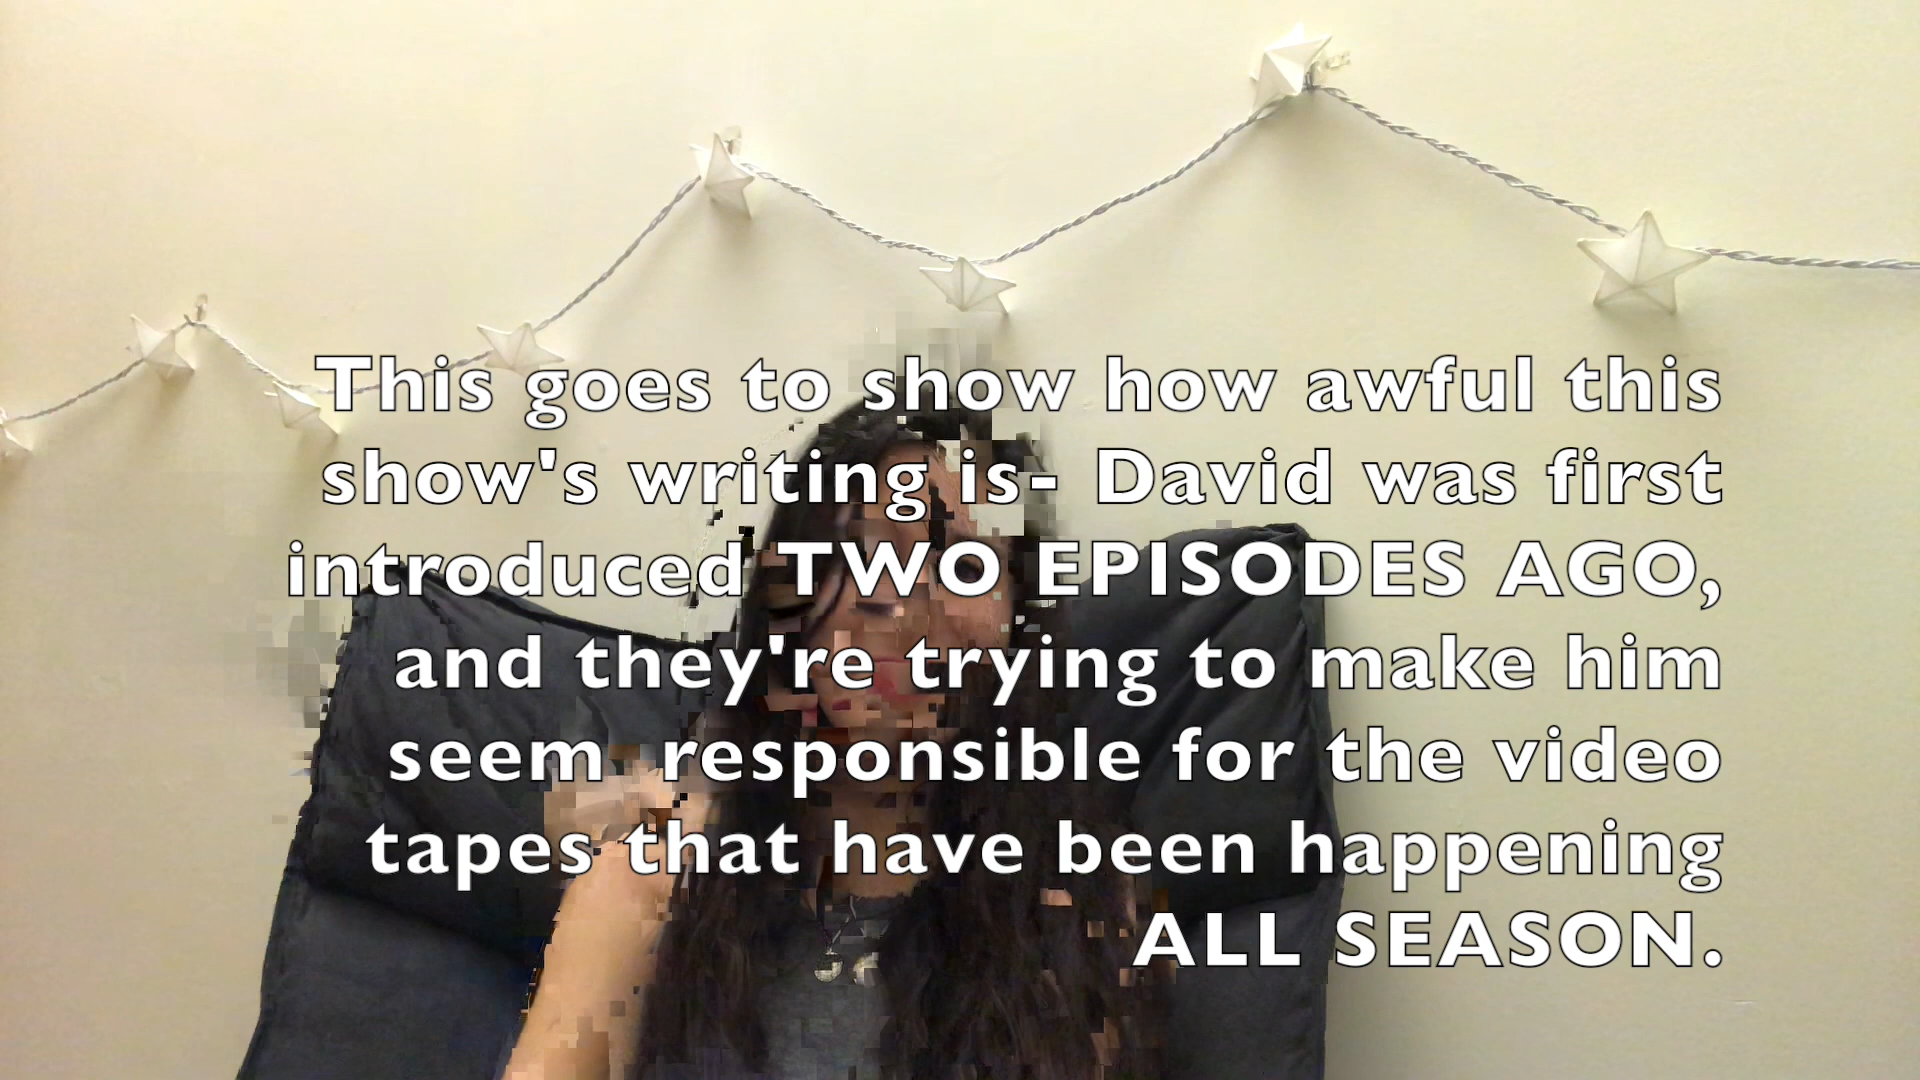 This goes to show how awful this
show's writing is- David was first
introduced TWO EPISODES AGO,
and they're trying to make him
seem  responsible for the video
tapes that have been happening
ALL SEASON.